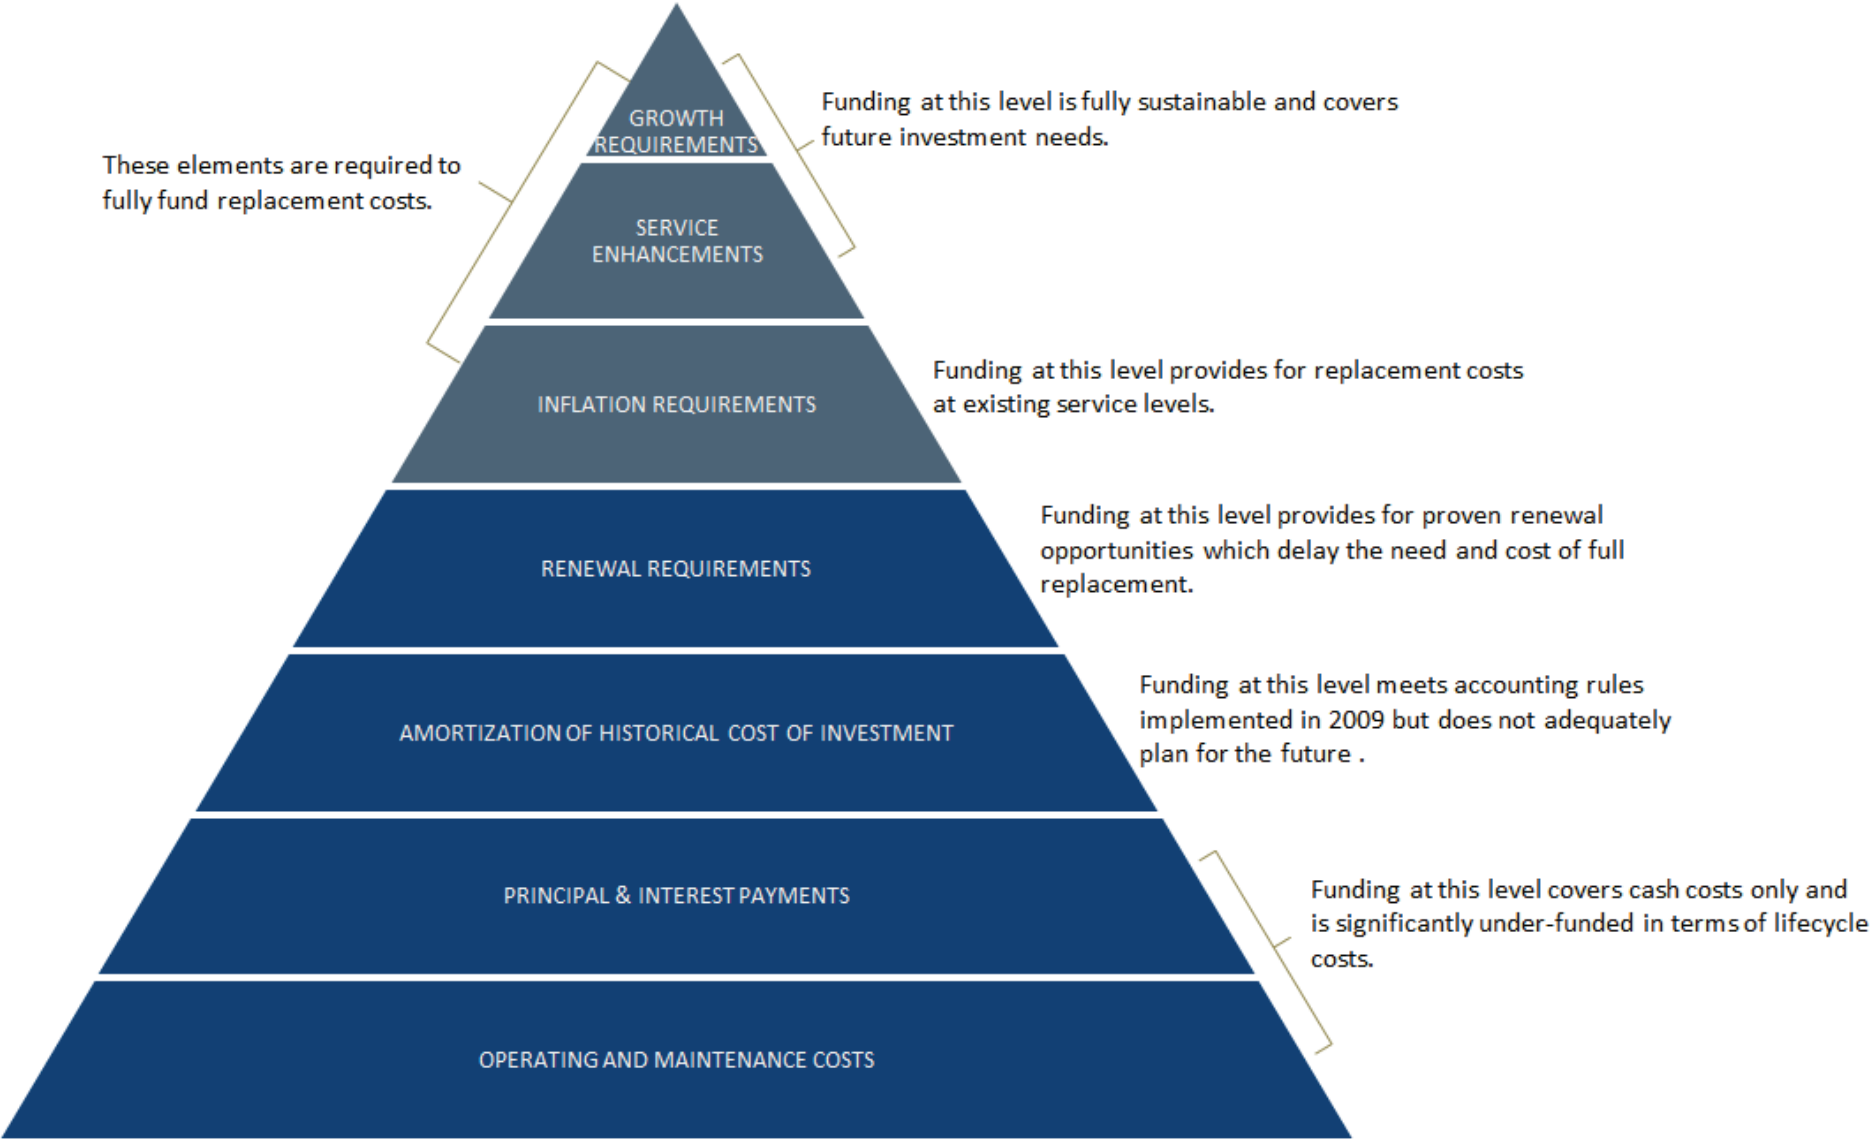 GROWTH
REQUIREMENTS
Funding at this level is fully sustainable and covers
future investment needs.
These elements are required to
fully fund replacement costs.
SERVICE
ENHANCEMENTS
INFLATION REQUIREMENTS
Funding at this level provides for replacement costs
at existing service levels.
RENEWAL REQUIREMENTS
Funding at this level provides for proven renewal
opportunities which delay the need and cost of full
replacement.
AMORTIZATION OF HISTORICAL COST OF INVESTMENT
Funding at this level meets accounting rules
implemented in 2009 but does not adequately
plan for the future .
PRINCIPAL & INTEREST PAYMENTS
Funding at this level covers cash costs only and
is significantly under-funded in terms of lifecycle
costs.
OPERATING AND MAINTENANCE COSTS